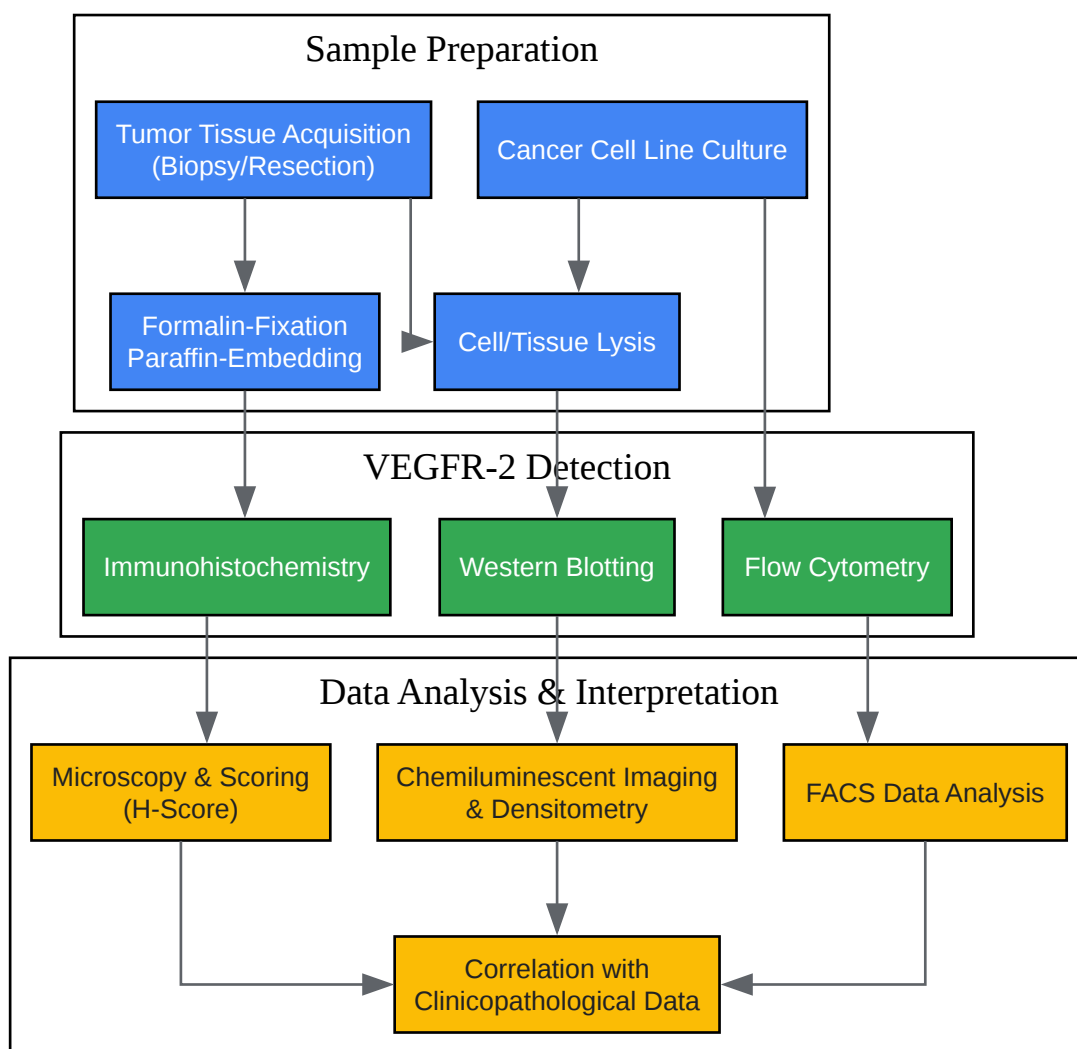 Sample Preparation
Tumor Tissue Acquisition
(Biopsy/Resection)
Cancer Cell Line Culture
Formalin-Fixation
Paraffin-Embedding
Cell/Tissue Lysis
VEGFR-2 Detection
Immunohistochemistry
Western Blotting
Flow Cytometry
Data Analysis & Interpretation
Microscopy & Scoring
(H-Score)
Chemiluminescent Imaging
& Densitometry
FACS Data Analysis
Correlation with
Clinicopathological Data